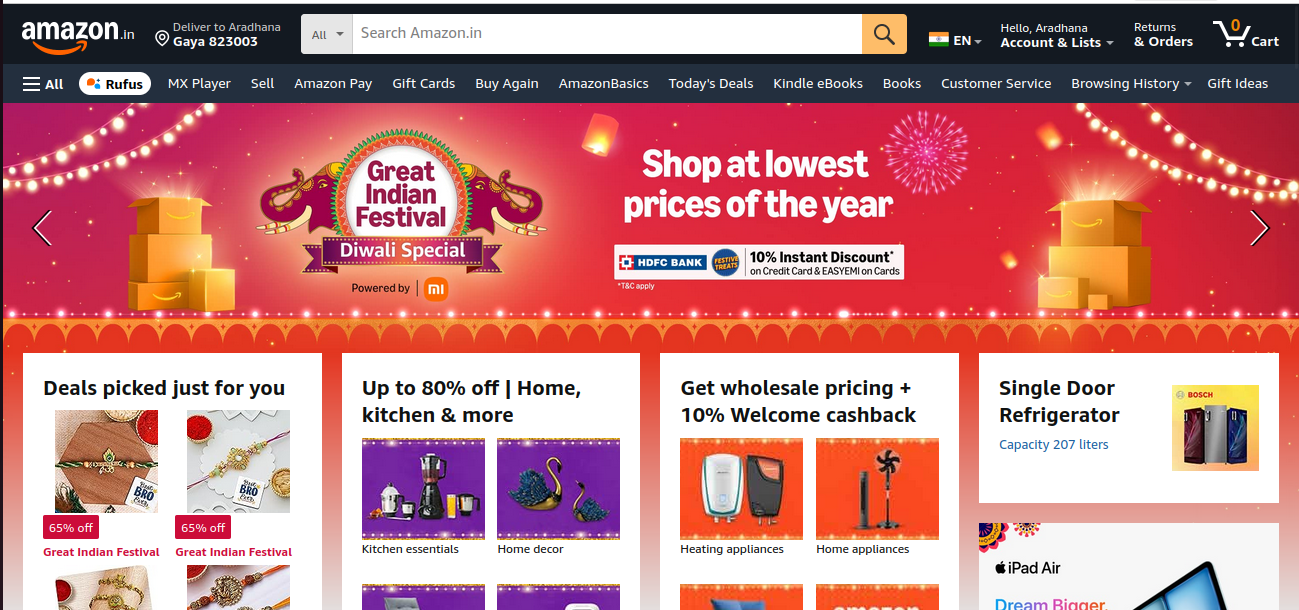 amazon.in
Deliver to Aradhana
Gaya 823003
All
Search Amazon.in
EN
Hello, Aradhana
Account & Lists
Returns
& Orders
0
Cart
All
Rufus
MX Player
Sell
Amazon Pay
Gift Cards
Buy Again
AmazonBasics
Today's Deals
Kindle eBooks
Books
Customer Service
Browsing History
Gift Ideas
Great
Indian
Festival
Diwali Special
Powered by mi
Shop at lowest
prices of the year
HDFC BANK
FESTIVE
TREATS
10% Instant Discount*
on Credit Card & EASYEMI on Cards
*T&C apply
Deals picked just for you
BRO
BRO
65% off
65% off
Great Indian Festival
Great Indian Festival
Up to 80% off | Home,
kitchen & more
Kitchen essentials
Home decor
Get wholesale pricing +
10% Welcome cashback
Heating appliances
Home appliances
amazon
Single Door
Refrigerator
Capacity 207 liters
BOSCH
iPad Air
Dream Bigger.